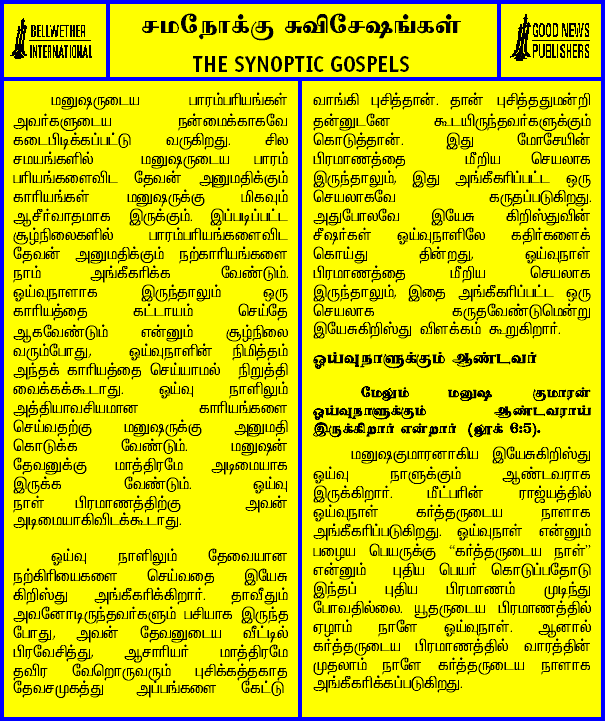 BELLWETHER
INTERNATIONAL
சமநோக்கு சுவிசேஷங்கள்
THE SYNOPTIC GOSPELS
GOOD NEWS
PUBLISHERS
மனுஷருடைய பாரம்பரியங்கள்
அவர்களுடைய நன்மைக்காகவே
கடைபிடிக்கப்பட்டு வருகிறது. சில
சமயங்களில் மனுஷருடைய பாரம்
பரியங்களைவிட தேவன் அனுமதிக்கும்
காரியங்கள் மனுஷருக்கு மிகவும்
ஆசீர்வாதமாக இருக்கும். இப்படிப்பட்ட
சூழ்நிலைகளில் பாரம்பரியங்களைவிட
தேவன் அனுமதிக்கும் நற்காரியங்களை
நாம் அங்கீகரிக்க வேண்டும்.
ஓய்வுநாளாக இருந்தாலும் ஒரு
காரியத்தை கட்டாயம் செய்தே
ஆகவேண்டும் என்னும் சூழ்நிலை
வரும்போது, ஓய்வுநாளின் நிமித்தம்
அந்தக் காரியத்தை செய்யாமல் நிறுத்தி
வைக்கக்கூடாது. ஓய்வு நாளிலும்
அத்தியாவசியமான காரியங்களை
செய்வதற்கு மனுஷருக்கு அனுமதி
கொடுக்க வேண்டும். மனுஷன்
தேவனுக்கு மாத்திரமே அடிமையாக
இருக்க வேண்டும். ஓய்வு
நாள் பிரமாணத்திற்கு அவன்
அடிமையாகிவிடக்கூடாது.
ஓய்வு நாளிலும் தேவையான
நற்கிரியைகளை செய்வதை இயேசு
கிறிஸ்து அங்கீகரிக்கிறார். தாவீதும்
அவனோடிருந்தவர்களும் பசியாக இருந்த
போது, அவன் தேவனுடைய வீட்டில்
பிரவேசித்து, ஆசாரியர் மாத்திரமே
தவிர வேறொருவரும் புசிக்கத்தகாத
தேவசமுகத்து அப்பங்களை கேட்டு
வாங்கி புசித்தான். தான் புசித்ததுமன்றி
தன்னுடனே கூடயிருந்தவர்களுக்கும்
கொடுத்தான். இது மோசேயின்
பிரமாணத்தை மீறிய செயலாக
இருந்தாலும், இது அங்கீகரிப்பட்ட ஒரு
செயலாகவே கருதப்படுகிறது.
அதுபோலவே இயேசு கிறிஸ்துவின்
சீஷர்கள் ஓய்வுநாளிலே கதிர்களைக்
கொய்து தின்றது, ஓய்வுநாள்
பிரமாணத்தை மீறிய செயலாக
இருந்தாலும், இதை அங்கீகரிப்பட்ட ஒரு
செயலாக கருதவேண்டுமென்று
இயேசுகிறிஸ்து விளக்கம் கூறுகிறார்.
ஓய்வுநாளுக்கும் ஆண்டவர்
மேலும் மனுஷ குமாரன்
ஓய்வுநாளுக்கும் ஆண்டவராய்
இருக்கிறார் என்றார் (லூக் 6:5).
மனுஷகுமாரனாகிய இயேசுகிறிஸ்து
ஓய்வு நாளுக்கும் ஆண்டவராக
இருக்கிறார். மீட்பரின் ராஜ்யத்தில்
ஓய்வுநாள் கர்த்தருடைய நாளாக
அங்கீகரிப்படுகிறது. ஓய்வுநாள் என்னும்
பழைய பெயருக்கு “கர்த்தருடைய நாள்”
என்னும் புதிய பெயர் கொடுப்பதோடு
இந்தப் புதிய பிரமாணம் முடிந்து
போவதில்லை. யூதருடைய பிரமாணத்தில்
ஏழாம் நாளே ஓய்வுநாள். ஆனால்
கர்த்தருடைய பிரமாணத்தில் வாரத்தின்
முதலாம் நாளே கர்த்தருடைய நாளாக
அங்கீகரிக்கப்படுகிறது.